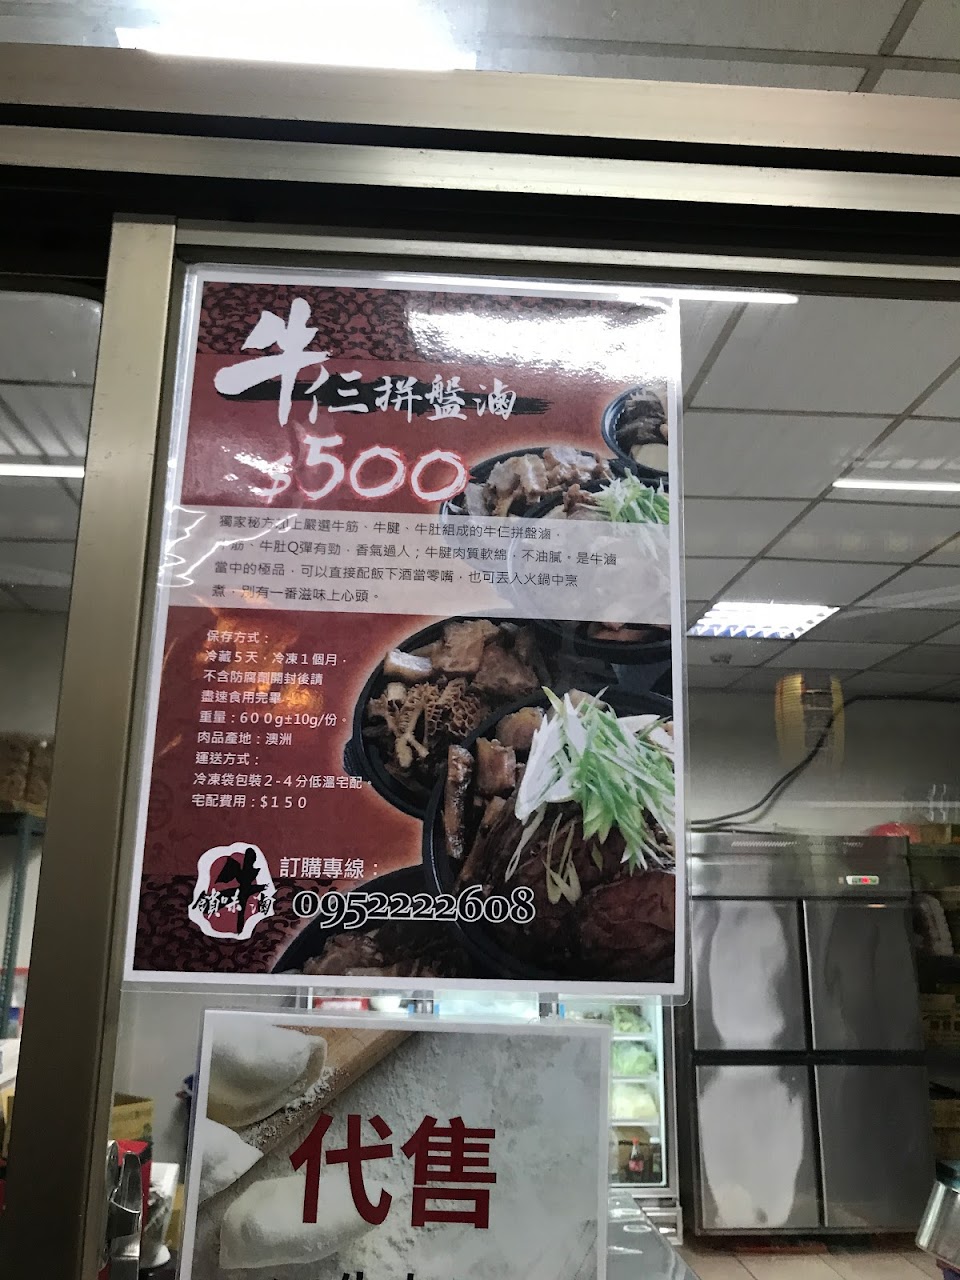 牛仨拼盤滷
$500
獨家秘方加上嚴選牛筋、牛腱、牛肚組成的牛仨拼盤滷，
筋、牛肚Q彈有勁，香氣過人；牛腱肉質軟綿，不油膩。是牛滷
當中的極品，可以直接配飯下酒當零嘴，也可丟入火鍋中烹
煮，別有一番滋味上心頭。
保存方式：
冷藏5天，冷凍1個月，
不含防腐劑開封後請
盡速食用完畢。
重量：600g±10g/份。
肉品產地：澳洲
運送方式：
冷凍袋包裝2-4分低溫宅配。
宅配費用：$150
牛
鎖味滷
訂購專線：
0952222608
代售